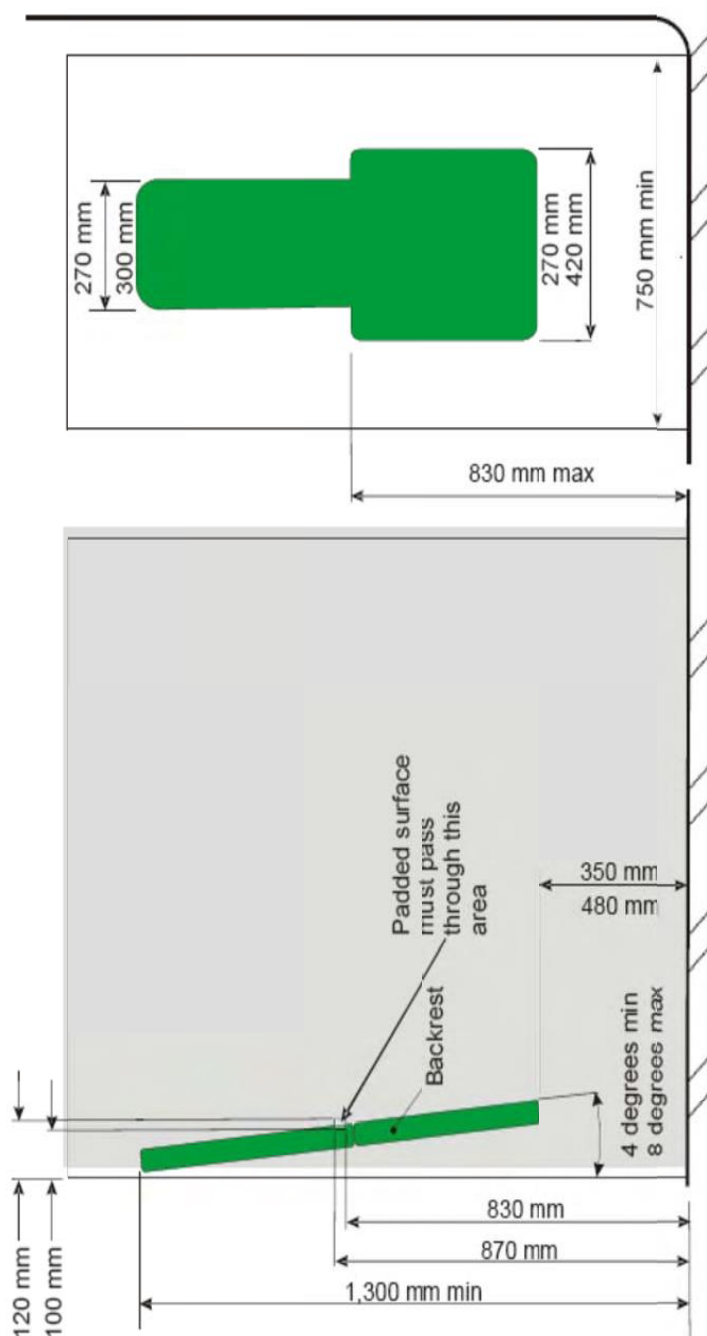 270 mm
300 mm
270 mm
420 mm
750 mm min
830 mm max
Padded surface
must pass
through this
area
350 mm
480 mm
Backrest
4 degrees min
8 degrees max
120 mm
100 mm
830 mm
870 mm
1,300 mm min